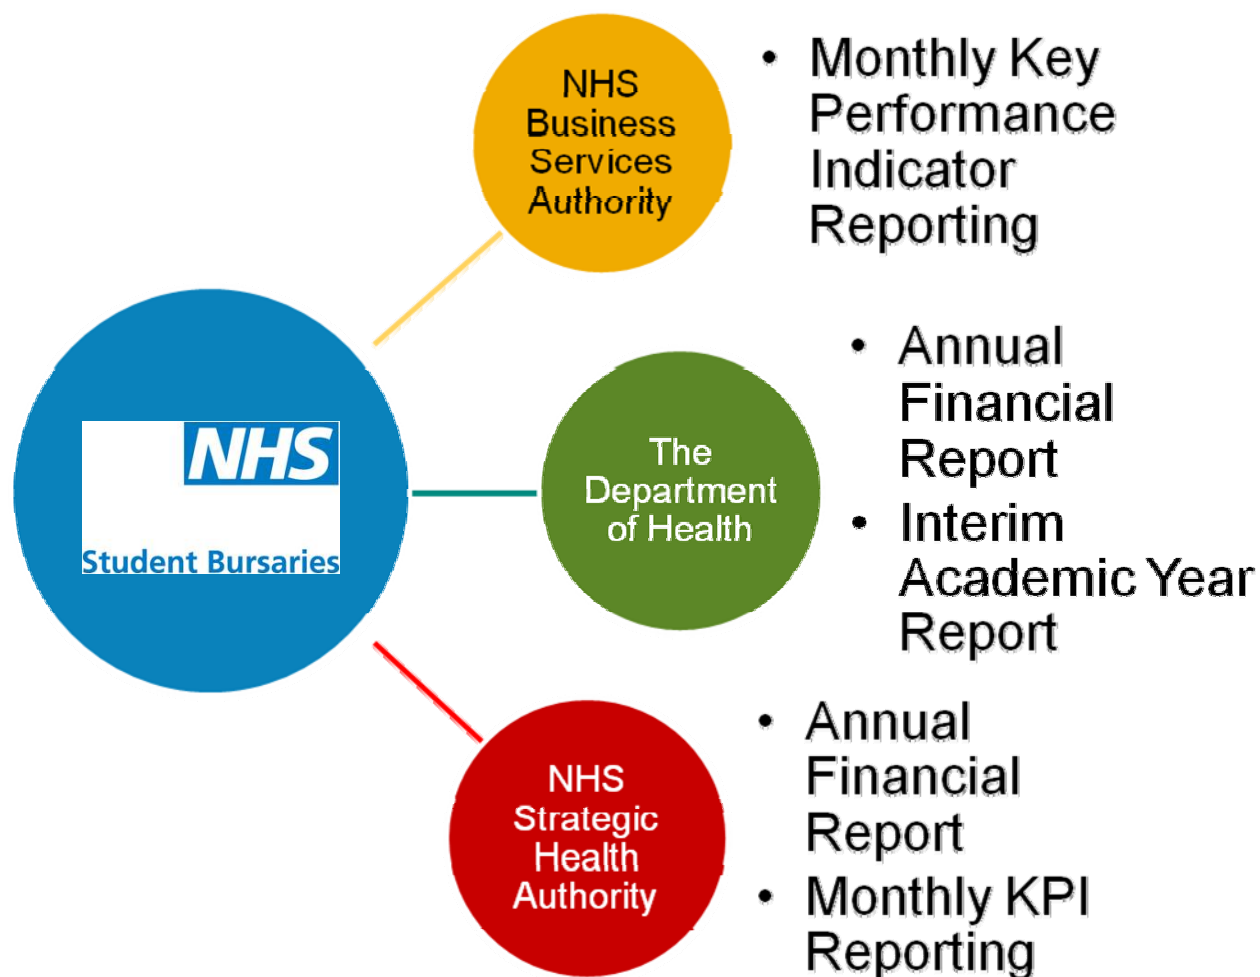 NHS
Business
Services
Authority
• Monthly Key
Performance
Indicator
Reporting
NHS
Student Bursaries
The
Department
of Health
• Annual
Financial
Report
• Interim
Academic Year
Report
NHS
Strategic
Health
Authority
• Annual
Financial
Report
• Monthly KPI
Reporting